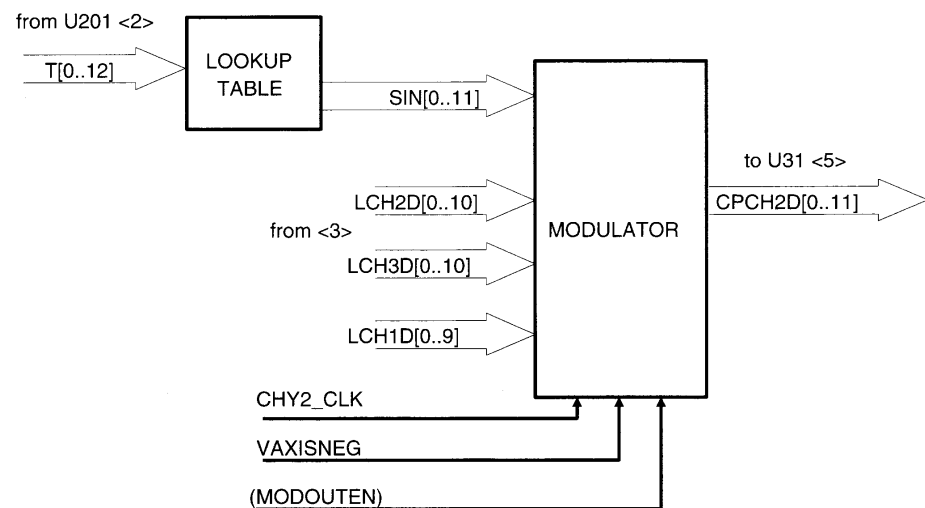 from U201 <2>
T[0..12]
LOOKUP
TABLE
SIN[0..11]
to U31 <5>
LCH2D[0..10]
CPCH2D[0..11]
from <3>
MODULATOR
LCH3D[0..10]
LCH1D[0..9]
CHY2_CLK
VAXISNEG
(MODOUTEN)